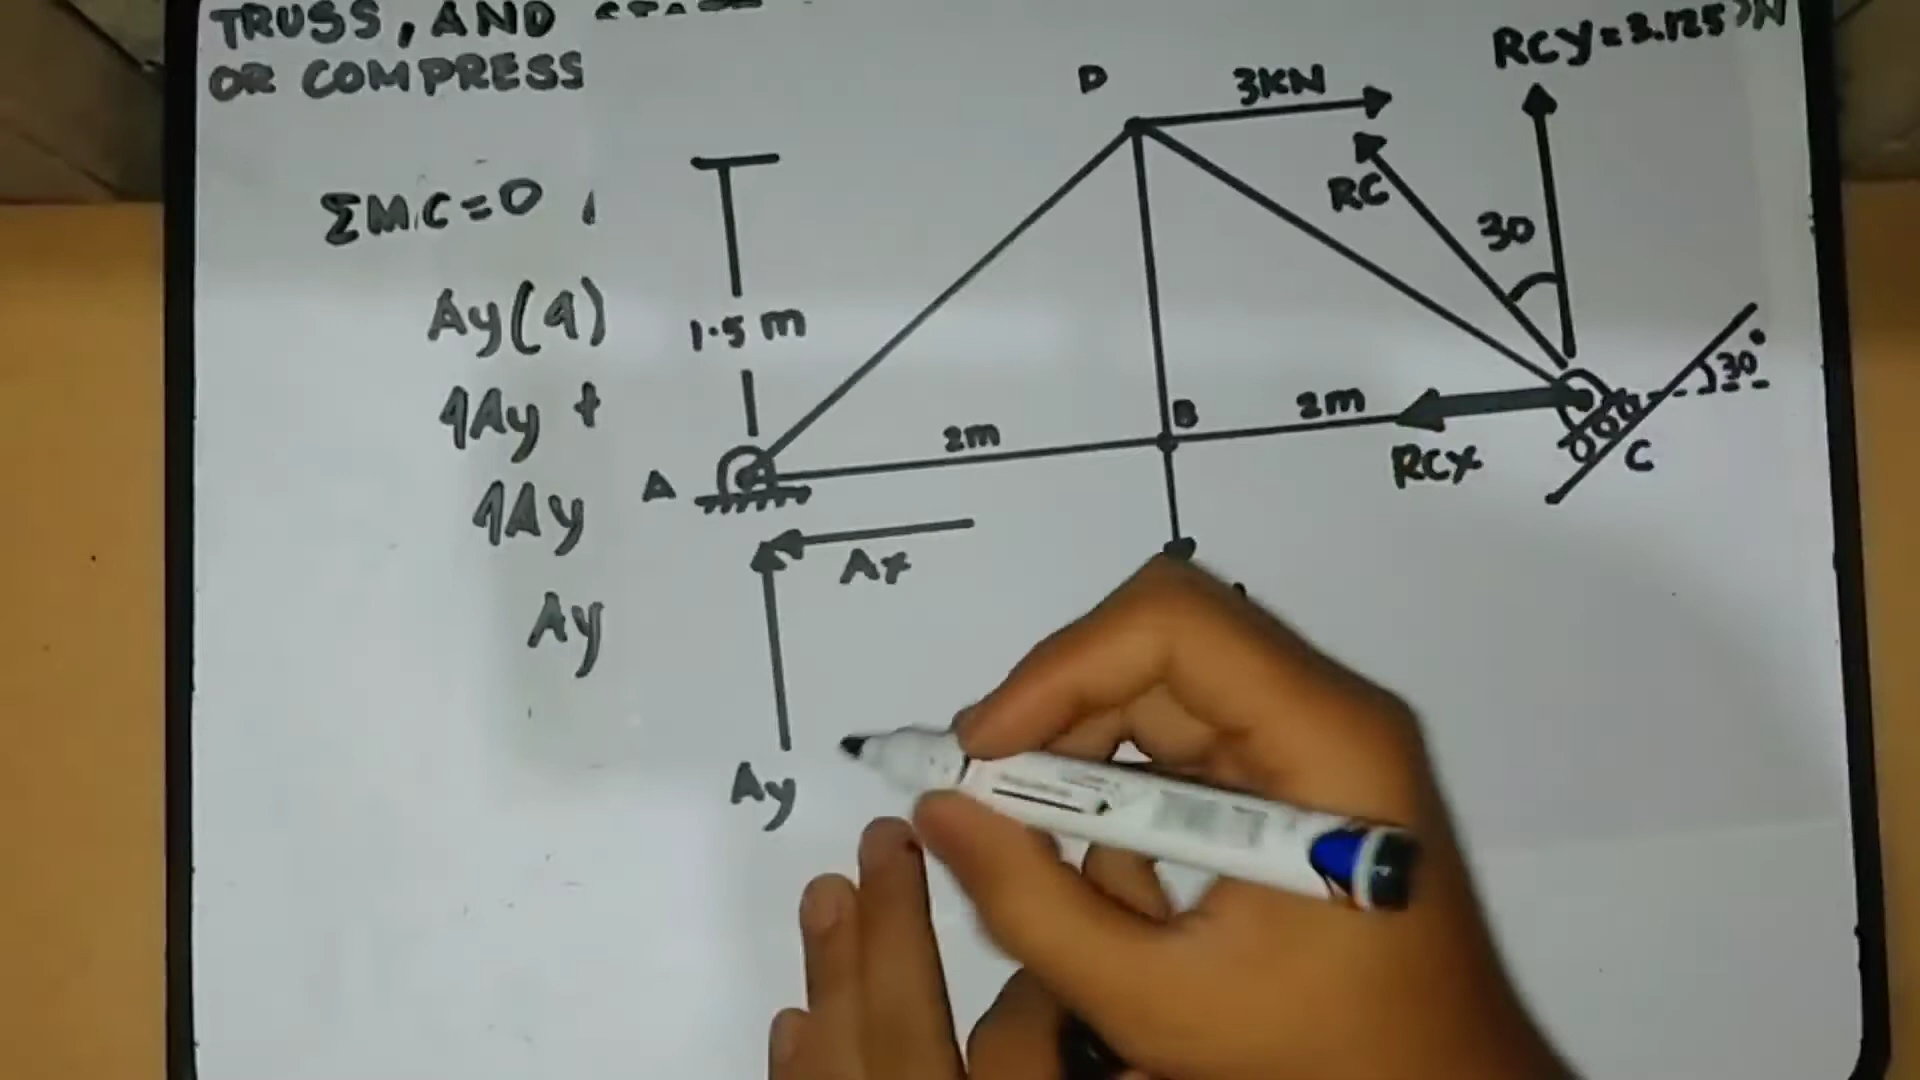 TRUSS, AND
OR COMPRESS
ΣMC=0
Ay(4)
4Ay +
4Ay
Ay
1.5 m
D
3KN
RC
30
RCY=3.125
30°
2m
B
2m
RCX
C
A
Ax
Ay